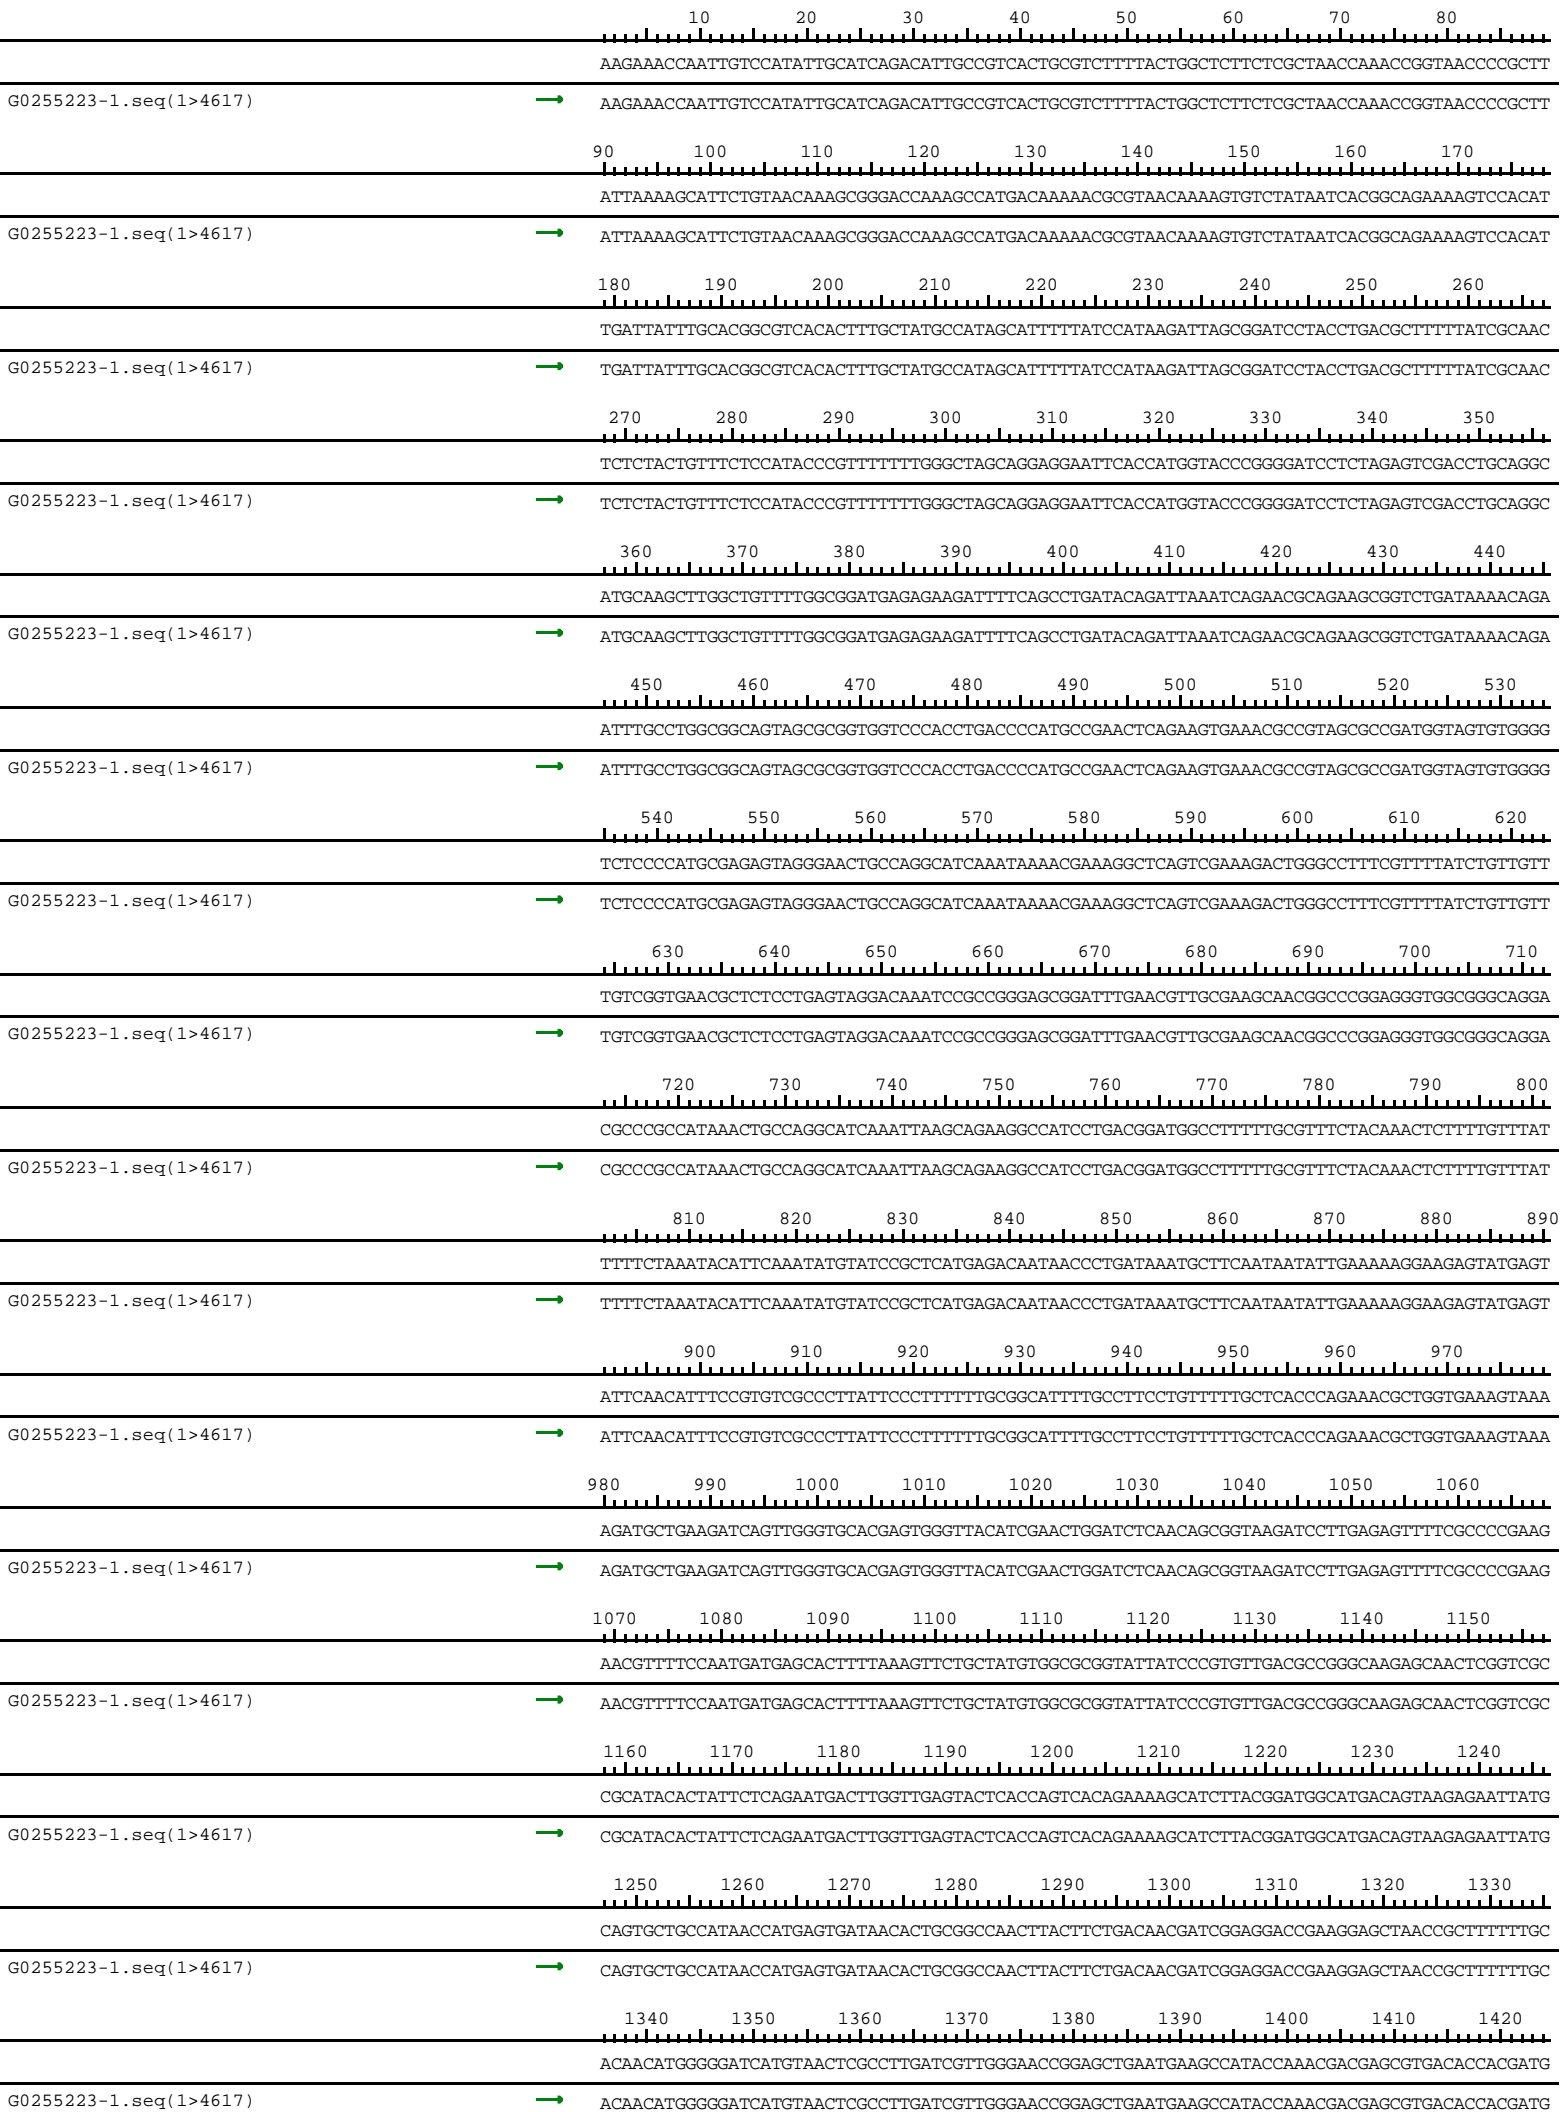 10 20 30 40 50 60 70 80
AAGAAACCAATTGTCCATATTGCATCAGACATTGCCGTCACTGCGTCTTTTACTGGCTCTTCTCGCTAACCAAACCGGTAACCCCGCTT
G0255223-1.seq(1>4617) AAGAAACCAATTGTCCATATTGCATCAGACATTGCCGTCACTGCGTCTTTTACTGGCTCTTCTCGCTAACCAAACCGGTAACCCCGCTT
90 100 110 120 130 140 150 160 170
ATTAAAAGCATTCTGTAACAAAGCGGGACCAAAGCCATGACAAAAACGCGTAACAAAAGTGTCTATAATCACGGCAGAAAAGTCCACAT
G0255223-1.seq(1>4617) ATTAAAAGCATTCTGTAACAAAGCGGGACCAAAGCCATGACAAAAACGCGTAACAAAAGTGTCTATAATCACGGCAGAAAAGTCCACAT
180 190 200 210 220 230 240 250 260
TGATTATTTGCACGGCGTCACACTTTGCTATGCCATAGCATTTTTATCCATAAGATTAGCGGATCCTACCTGACGCTTTTTATCGCAAC
G0255223-1.seq(1>4617) TGATTATTTGCACGGCGTCACACTTTGCTATGCCATAGCATTTTTATCCATAAGATTAGCGGATCCTACCTGACGCTTTTTATCGCAAC
270 280 290 300 310 320 330 340 350
TCTCTACTGTTTCTCCATACCCGTTTTTTTGGGCTAGCAGGAGGAATTCACCATGGTACCCGGGGATCCTCTAGAGTCGACCTGCAGGC
G0255223-1.seq(1>4617) TCTCTACTGTTTCTCCATACCCGTTTTTTTGGGCTAGCAGGAGGAATTCACCATGGTACCCGGGGATCCTCTAGAGTCGACCTGCAGGC
360 370 380 390 400 410 420 430 440
ATGCAAGCTTGGCTGTTTTGGCGGATGAGAGAAGATTTTCAGCCTGATACAGATTAAATCAGAACGCAGAAGCGGTCTGATAAAACAGA
G0255223-1.seq(1>4617) ATGCAAGCTTGGCTGTTTTGGCGGATGAGAGAAGATTTTCAGCCTGATACAGATTAAATCAGAACGCAGAAGCGGTCTGATAAAACAGA
450 460 470 480 490 500 510 520 530
ATTTGCCTGGCGGCAGTAGCGCGGTGGTCCCACCTGACCCCATGCCGAACTCAGAAGTGAAACGCCGTAGCGCCGATGGTAGTGTGGGG
G0255223-1.seq(1>4617) ATTTGCCTGGCGGCAGTAGCGCGGTGGTCCCACCTGACCCCATGCCGAACTCAGAAGTGAAACGCCGTAGCGCCGATGGTAGTGTGGGG
540 550 560 570 580 590 600 610 620
TCTCCCCATGCGAGAGTAGGGAACTGCCAGGCATCAAATAAAACGAAAGGCTCAGTCGAAAGACTGGGCCTTTCGTTTTATCTGTTGTT
G0255223-1.seq(1>4617) TCTCCCCATGCGAGAGTAGGGAACTGCCAGGCATCAAATAAAACGAAAGGCTCAGTCGAAAGACTGGGCCTTTCGTTTTATCTGTTGTT
630 640 650 660 670 680 690 700 710
TGTCGGTGAACGCTCTCCTGAGTAGGACAAATCCGCCGGGAGCGGATTTGAACGTTGCGAAGCAACGGCCCGGAGGGTGGCGGGCAGGA
G0255223-1.seq(1>4617) TGTCGGTGAACGCTCTCCTGAGTAGGACAAATCCGCCGGGAGCGGATTTGAACGTTGCGAAGCAACGGCCCGGAGGGTGGCGGGCAGGA
720 730 740 750 760 770 780 790 800
CGCCCGCCATAAACTGCCAGGCATCAAATTAAGCAGAAGGCCATCCTGACGGATGGCCTTTTTGCGTTTCTACAAACTCTTTTGTTTAT
G0255223-1.seq(1>4617) CGCCCGCCATAAACTGCCAGGCATCAAATTAAGCAGAAGGCCATCCTGACGGATGGCCTTTTTGCGTTTCTACAAACTCTTTTGTTTAT
810 820 830 840 850 860 870 880 890
TTTTCTAAATACATTCAAATATGTATCCGCTCATGAGACAATAACCCTGATAAATGCTTCAATAATATTGAAAAAGGAAGAGTATGAGT
G0255223-1.seq(1>4617) TTTTCTAAATACATTCAAATATGTATCCGCTCATGAGACAATAACCCTGATAAATGCTTCAATAATATTGAAAAAGGAAGAGTATGAGT
900 910 920 930 940 950 960 970
ATTCAACATTTCCGTGTCGCCCTTATTCCCTTTTTTGCGGCATTTTGCCTTCCTGTTTTTGCTCACCCAGAAACGCTGGTGAAAGTAAA
G0255223-1.seq(1>4617) ATTCAACATTTCCGTGTCGCCCTTATTCCCTTTTTTGCGGCATTTTGCCTTCCTGTTTTTGCTCACCCAGAAACGCTGGTGAAAGTAAA
980 990 1000 1010 1020 1030 1040 1050 1060
AGATGCTGAAGATCAGTTGGGTGCACGAGTGGGTTACATCGAACTGGATCTCAACAGCGGTAAGATCCTTGAGAGTTTTCGCCCCGAAG
G0255223-1.seq(1>4617) AGATGCTGAAGATCAGTTGGGTGCACGAGTGGGTTACATCGAACTGGATCTCAACAGCGGTAAGATCCTTGAGAGTTTTCGCCCCGAAG
1070 1080 1090 1100 1110 1120 1130 1140 1150
AACGTTTTCCAATGATGAGCACTTTTAAAGTTCTGCTATGTGGCGCGGTATTATCCCGTGTTGACGCCGGGCAAGAGCAACTCGGTCGC
G0255223-1.seq(1>4617) AACGTTTTCCAATGATGAGCACTTTTAAAGTTCTGCTATGTGGCGCGGTATTATCCCGTGTTGACGCCGGGCAAGAGCAACTCGGTCGC
1160 1170 1180 1190 1200 1210 1220 1230 1240
CGCATACACTATTCTCAGAATGACTTGGTTGAGTACTCACCAGTCACAGAAAAGCATCTTACGGATGGCATGACAGTAAGAGAATTATG
G0255223-1.seq(1>4617) CGCATACACTATTCTCAGAATGACTTGGTTGAGTACTCACCAGTCACAGAAAAGCATCTTACGGATGGCATGACAGTAAGAGAATTATG
1250 1260 1270 1280 1290 1300 1310 1320 1330
CAGTGCTGCCATAACCATGAGTGATAACACTGCGGCCAACTTACTTCTGACAACGATCGGAGGACCGAAGGAGCTAACCGCTTTTTTGC
G0255223-1.seq(1>4617) CAGTGCTGCCATAACCATGAGTGATAACACTGCGGCCAACTTACTTCTGACAACGATCGGAGGACCGAAGGAGCTAACCGCTTTTTTGC
1340 1350 1360 1370 1380 1390 1400 1410 1420
ACAACATGGGGGATCATGTAACTCGCCTTGATCGTTGGGAACCGGAGCTGAATGAAGCCATACCAAACGACGAGCGTGACACCACGATG
G0255223-1.seq(1>4617) ACAACATGGGGGATCATGTAACTCGCCTTGATCGTTGGGAACCGGAGCTGAATGAAGCCATACCAAACGACGAGCGTGACACCACGATG